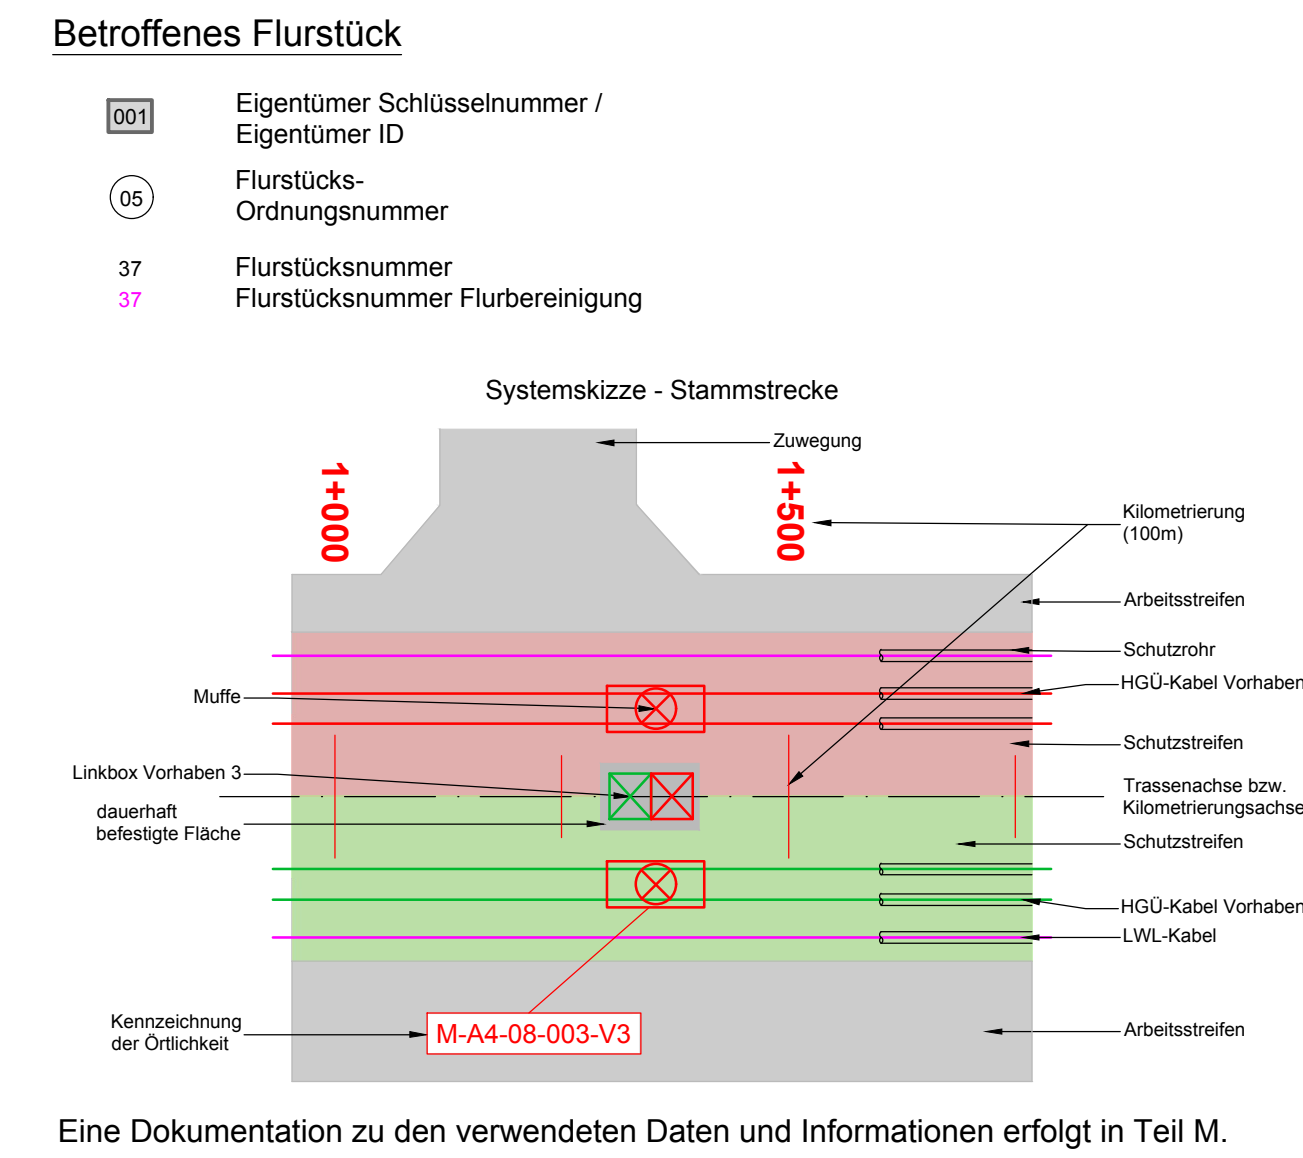 Betroffenes Flurstück
001
Eigentümer Schlüsselnummer /
Eigentümer ID
05
Flurstücks-
Ordnungsnummer
37
Flurstücksnummer
37
Flurstücksnummer Flurbereinigung
Systemskizze - Stammstrecke
Zuwegung
1+000
1+500
Kilometrierung
(100m)
Arbeitsstreifen
Schutzrohr
HGÜ-Kabel Vorhaben
Muffe
Schutzstreifen
Linkbox Vorhaben 3
Trassenachse bzw.
Kilometrierungsachse
dauerhaft
befestigte Fläche
Schutzstreifen
HGÜ-Kabel Vorhaben
LWL-Kabel
Kennzeichnung
der Örtlichkeit
M-A4-08-003-V3
Arbeitsstreifen
Eine Dokumentation zu den verwendeten Daten und Informationen erfolgt in Teil M.